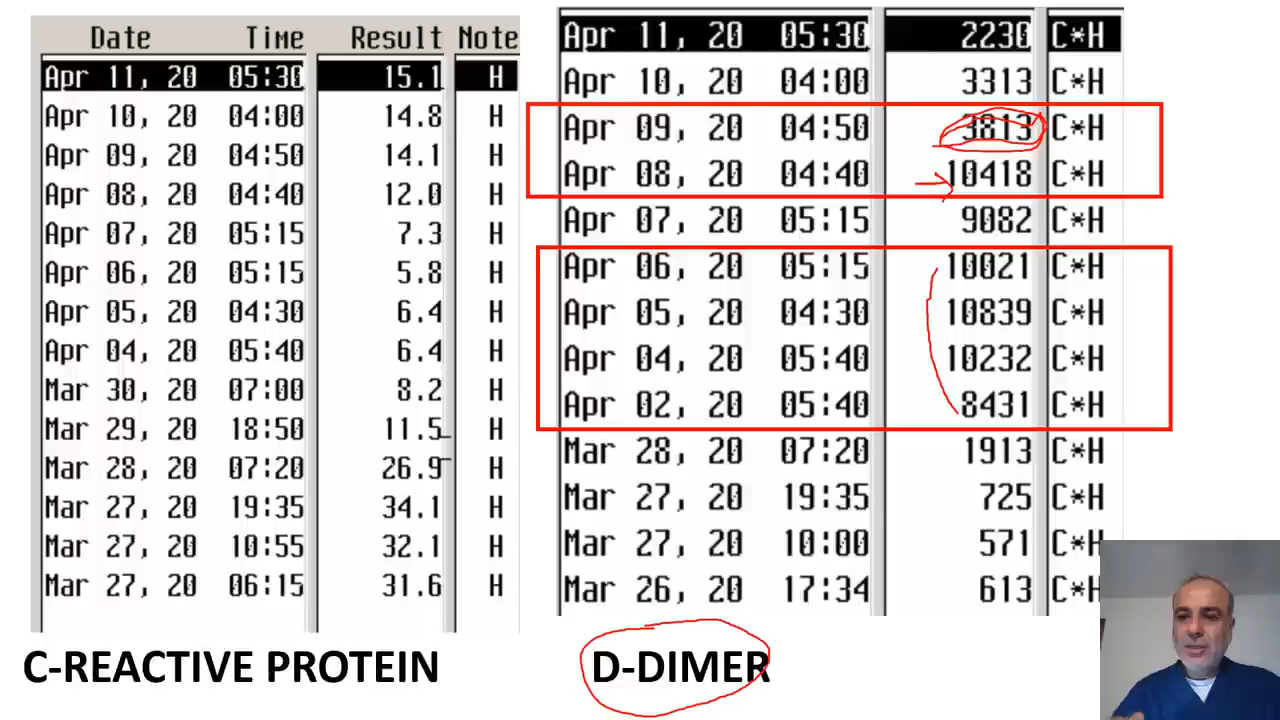 Date Time Result Note
Apr 11, 20 05:30 15.1 H
Apr 10, 20 04:00 14.8 H
Apr 09, 20 04:50 14.1 H
Apr 08, 20 04:40 12.0 H
Apr 07, 20 05:15 7.3 H
Apr 06, 20 05:15 5.8 H
Apr 05, 20 04:30 6.4 H
Apr 04, 20 05:40 6.4 H
Mar 30, 20 07:00 8.2 H
Mar 29, 20 18:50 11.5 H
Mar 28, 20 07:20 26.9 H
Mar 27, 20 19:35 34.1 H
Mar 27, 20 10:55 32.1 H
Mar 27, 20 06:15 31.6 H
C-REACTIVE PROTEIN
Apr 11, 20 05:30 2230 C*H
Apr 10, 20 04:00 3313 C*H
Apr 09, 20 04:50 3813 C*H
Apr 08, 20 04:40 10418 C*H
Apr 07, 20 05:15 9082 C*H
Apr 06, 20 05:15 10021 C*H
Apr 05, 20 04:30 10839 C*H
Apr 04, 20 05:40 10232 C*H
Apr 02, 20 05:40 8431 C*H
Mar 28, 20 07:20 1913 C*H
Mar 27, 20 19:35 725 C*H
Mar 27, 20 10:00 571 C*H
Mar 26, 20 17:34 613 C*H
D-DIMER